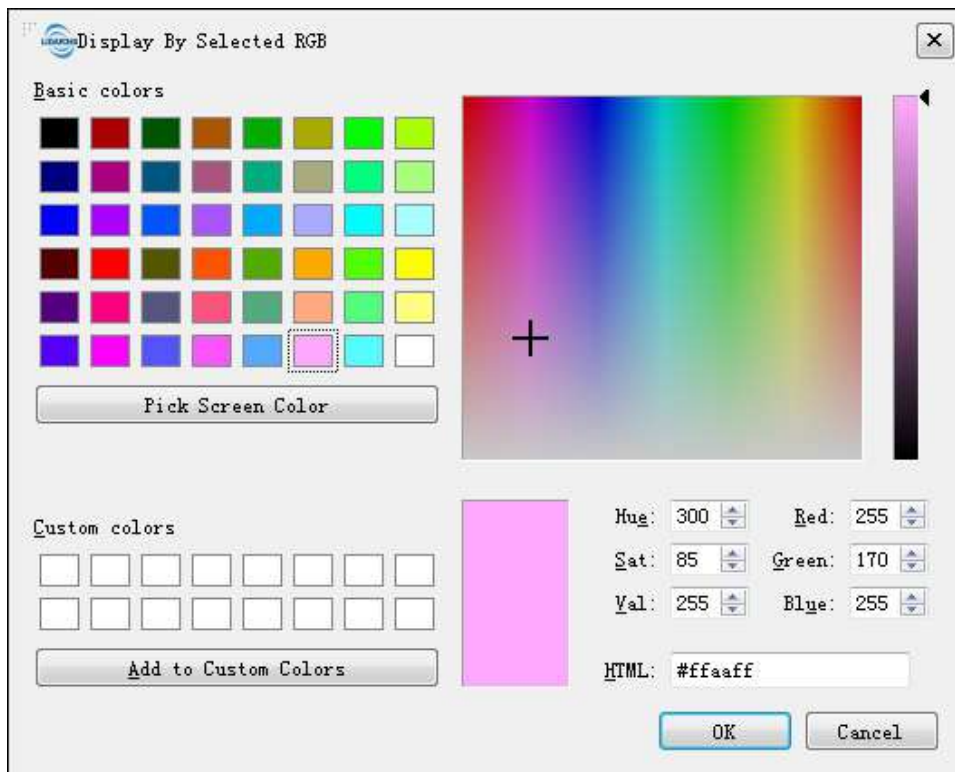 Display By Selected RGB
Basic colors
Pick Screen Color
Custom colors
Add to Custom Colors
Hue: 300 Red: 255
Sat: 85 Green: 170
Val: 255 Blue: 255
HTML: #ffaaff
OK Cancel